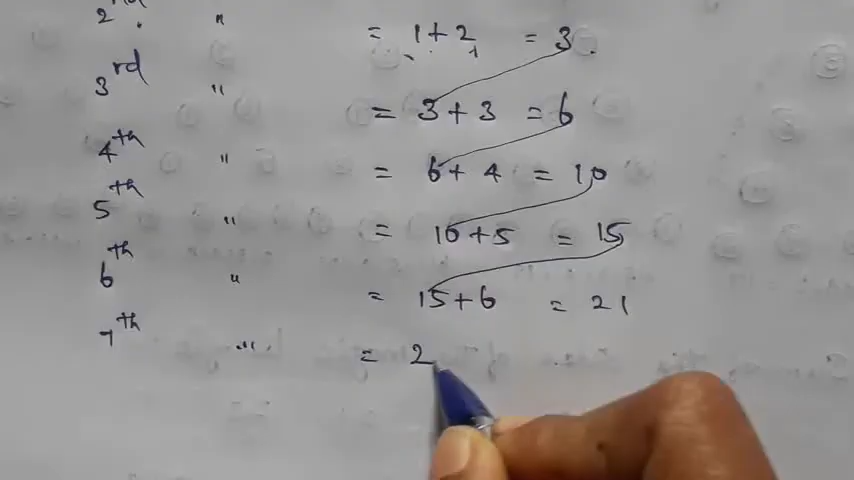 2nd " = 1+2 = 3
3rd " = 3+3 = 6
4th " = 6+4 = 10
5th " = 10+5 = 15
6th " = 15+6 = 21
7th " = 2